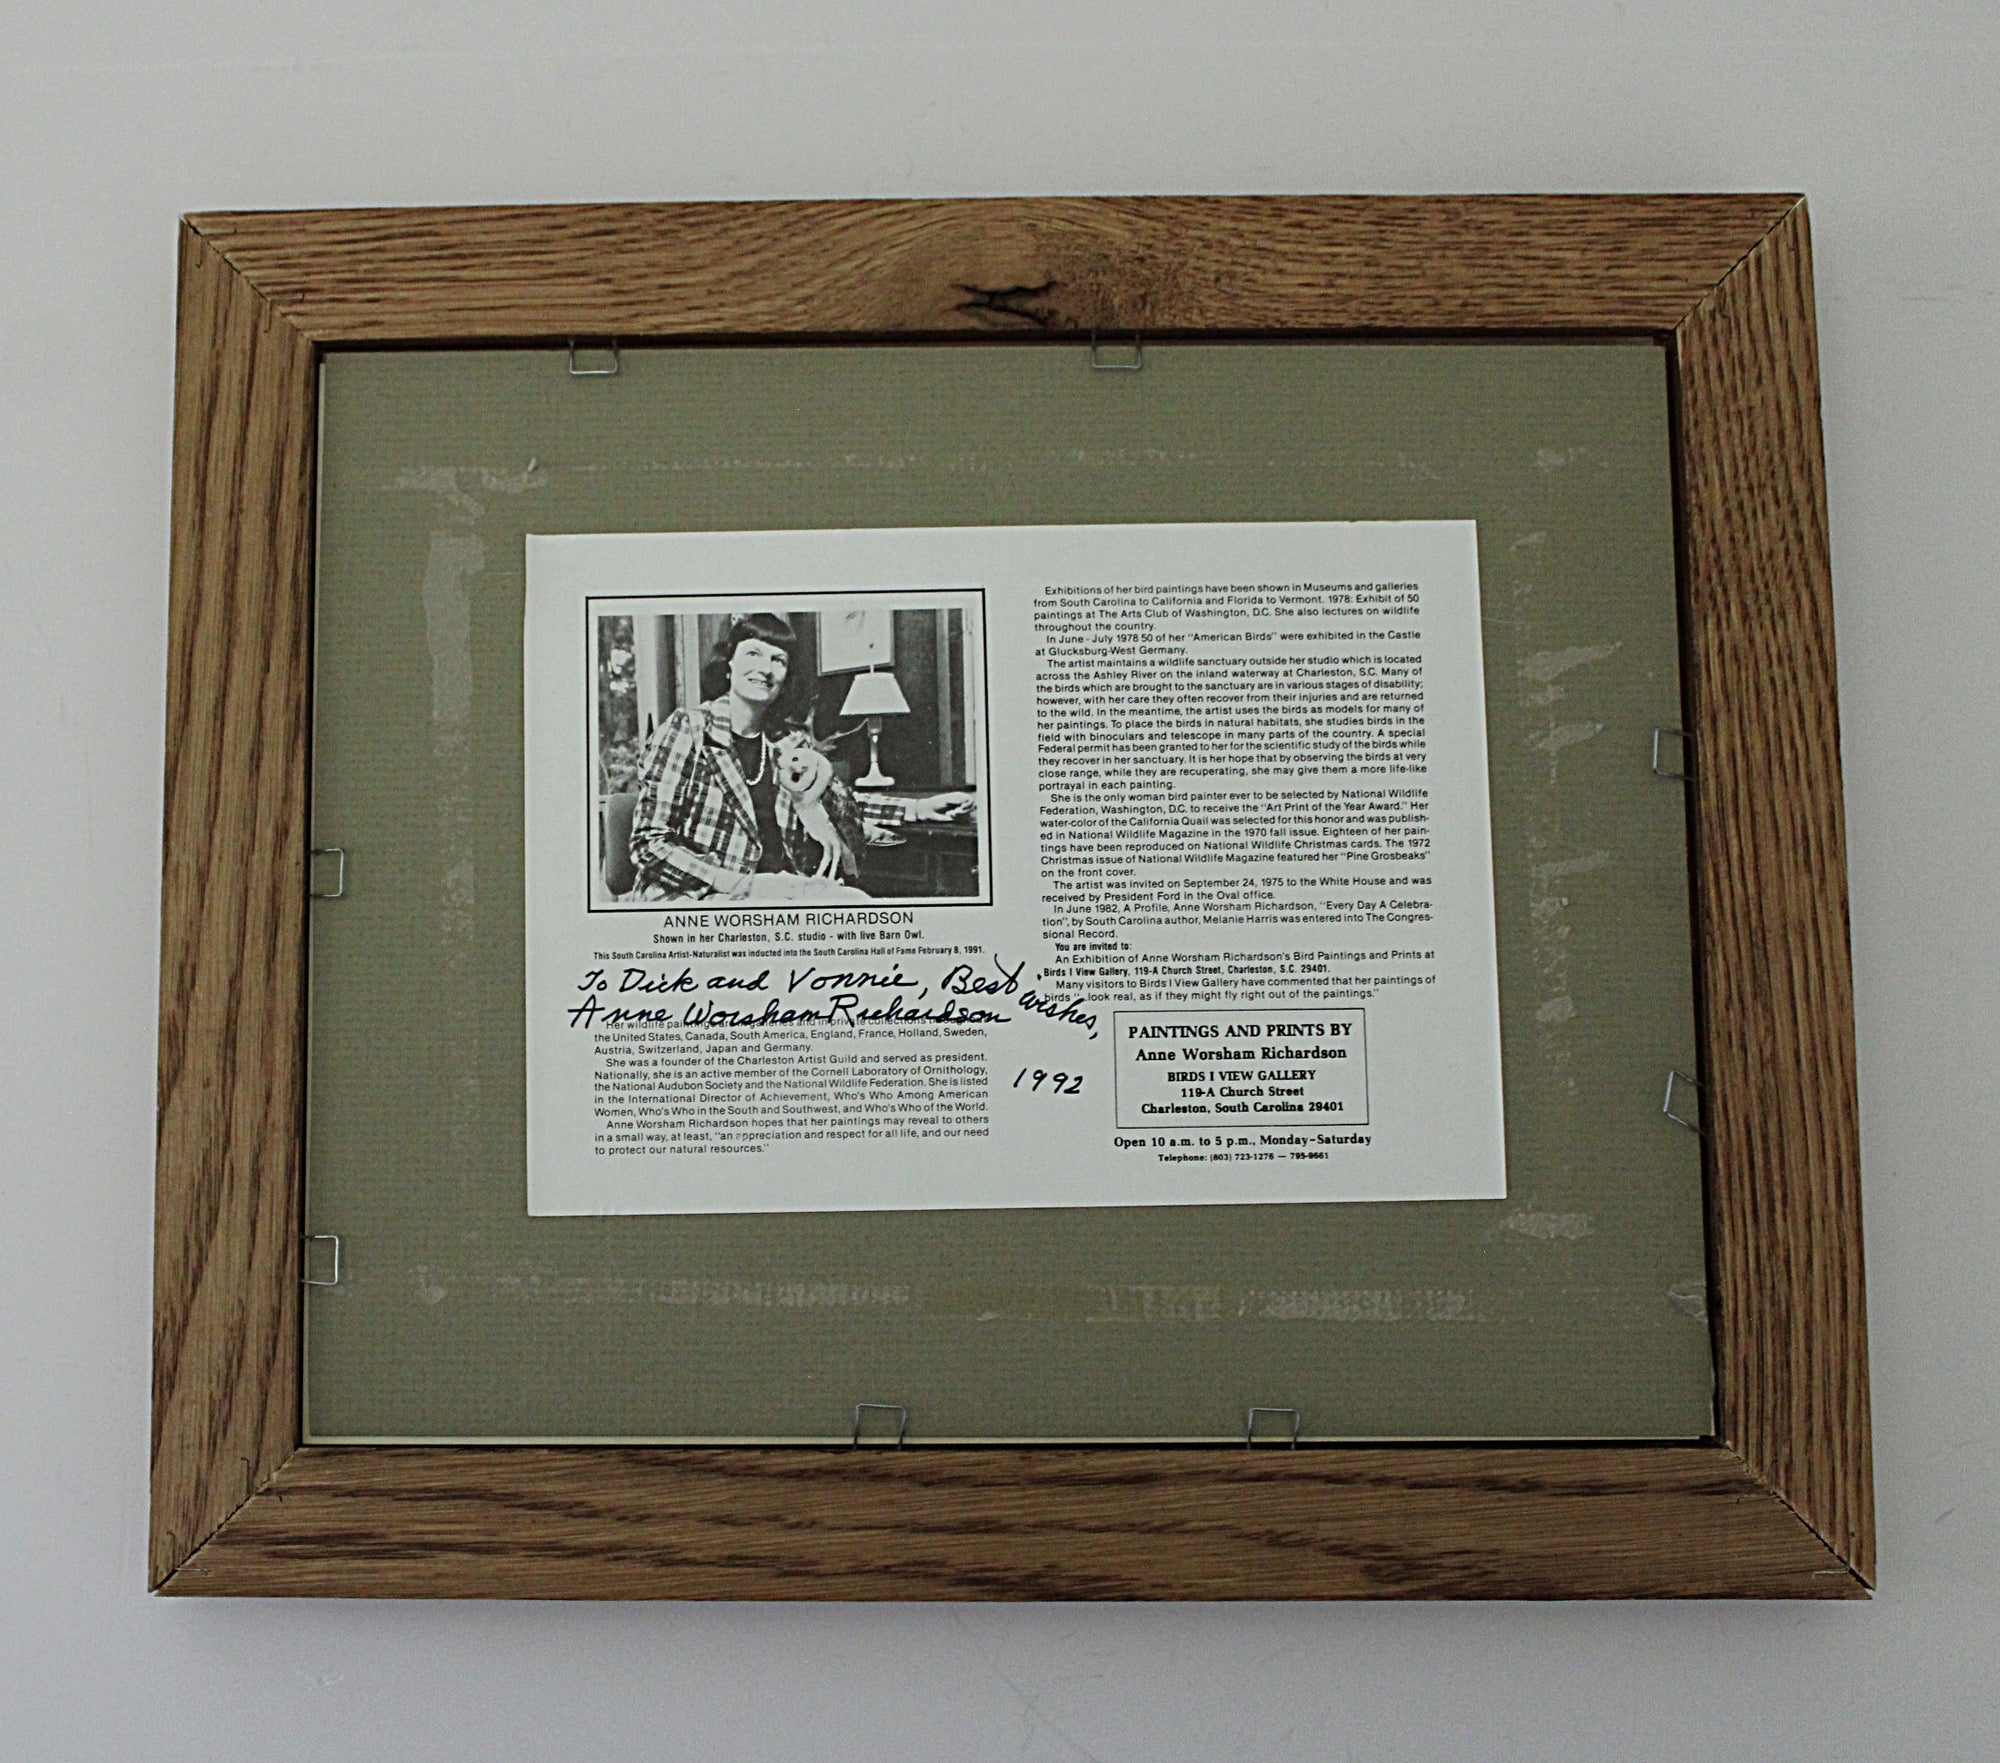 ANNE WORSHAM RICHARDSON
Shown in her Charleston, S.C. studio - with live Barn Owl.
This South Carolina Artist-Naturalist was inducted into the South Carolina Hall of Fame February 8, 1991.
To Dick and Vonnie, Best wishes,
Anne Worsham Richardson
1992
Her wildlife paintings are in galleries and in private collections
the United States, Canada, South America, England, France, Holland, Sweden,
Austria, Switzerland, Japan and Germany.
She was a founder of the Charleston Artist Guild and served as president.
Nationally, she is an active member of the Cornell Laboratory of Ornithology,
the National Audubon Society and the National Wildlife Federation. She is listed
in the International Director of Achievement, Who's Who Among American
Women, Who's Who in the South and Southwest, and Who's Who of the World.
Anne Worsham Richardson hopes that her paintings may reveal to others
in a small way, at least, "an appreciation and respect for all life, and our need
to protect our natural resources."
Exhibitions of her bird paintings have been shown in Museums and galleries
from South Carolina to California and Florida to Vermont. 1978: Exhibit of 50
paintings at The Arts Club of Washington, D.C. She also lectures on wildlife
throughout the country.
In June - July 1978 50 of her "American Birds" were exhibited in the Castle
at Glucksburg-West Germany.
The artist maintains a wildlife sanctuary outside her studio which is located
across the Ashley River on the inland waterway at Charleston, S.C. Many of
the birds which are brought to the sanctuary are in various stages of disability;
however, with her care they often recover from their injuries and are returned
to the wild. In the meantime, the artist uses the birds as models for many of
her paintings. To place the birds in natural habitats, she studies birds in the
field with binoculars and telescope in many parts of the country. A special
Federal permit has been granted to her for the scientific study of the birds while
they recover in her sanctuary. It is her hope that by observing the birds at very
close range, while they are recuperating, she may give them a more life-like
portrayal in each painting.
She is the only woman bird painter ever to be selected by National Wildlife
Federation, Washington, D.C. to receive the "Art Print of the Year Award." Her
water-color of the California Quail was selected for this honor and was publish-
ed in National Wildlife Magazine in the 1970 fall issue. Eighteen of her pain-
tings have been reproduced on National Wildlife Christmas cards. The 1972
Christmas issue of National Wildlife Magazine featured her "Pine Grosbeaks"
on the front cover.
The artist was invited on September 24, 1975 to the White House and was
received by President Ford in the Oval office.
In June 1982, A Profile, Anne Worsham Richardson, "Every Day A Celebra-
tion", by South Carolina author, Melanie Harris was entered into The Congres-
sional Record.
You are invited to:
An Exhibition of Anne Worsham Richardson's Bird Paintings and Prints at
Birds I View Gallery, 119-A Church Street, Charleston, S.C. 29401.
Many visitors to Birds I View Gallery have commented that her paintings of
birds "...look real, as if they might fly right out of the paintings."
PAINTINGS AND PRINTS BY
Anne Worsham Richardson
BIRDS I VIEW GALLERY
119-A Church Street
Charleston, South Carolina 29401
Open 10 a.m. to 5 p.m., Monday-Saturday
Telephone: (803) 723-1276 — 795-9661